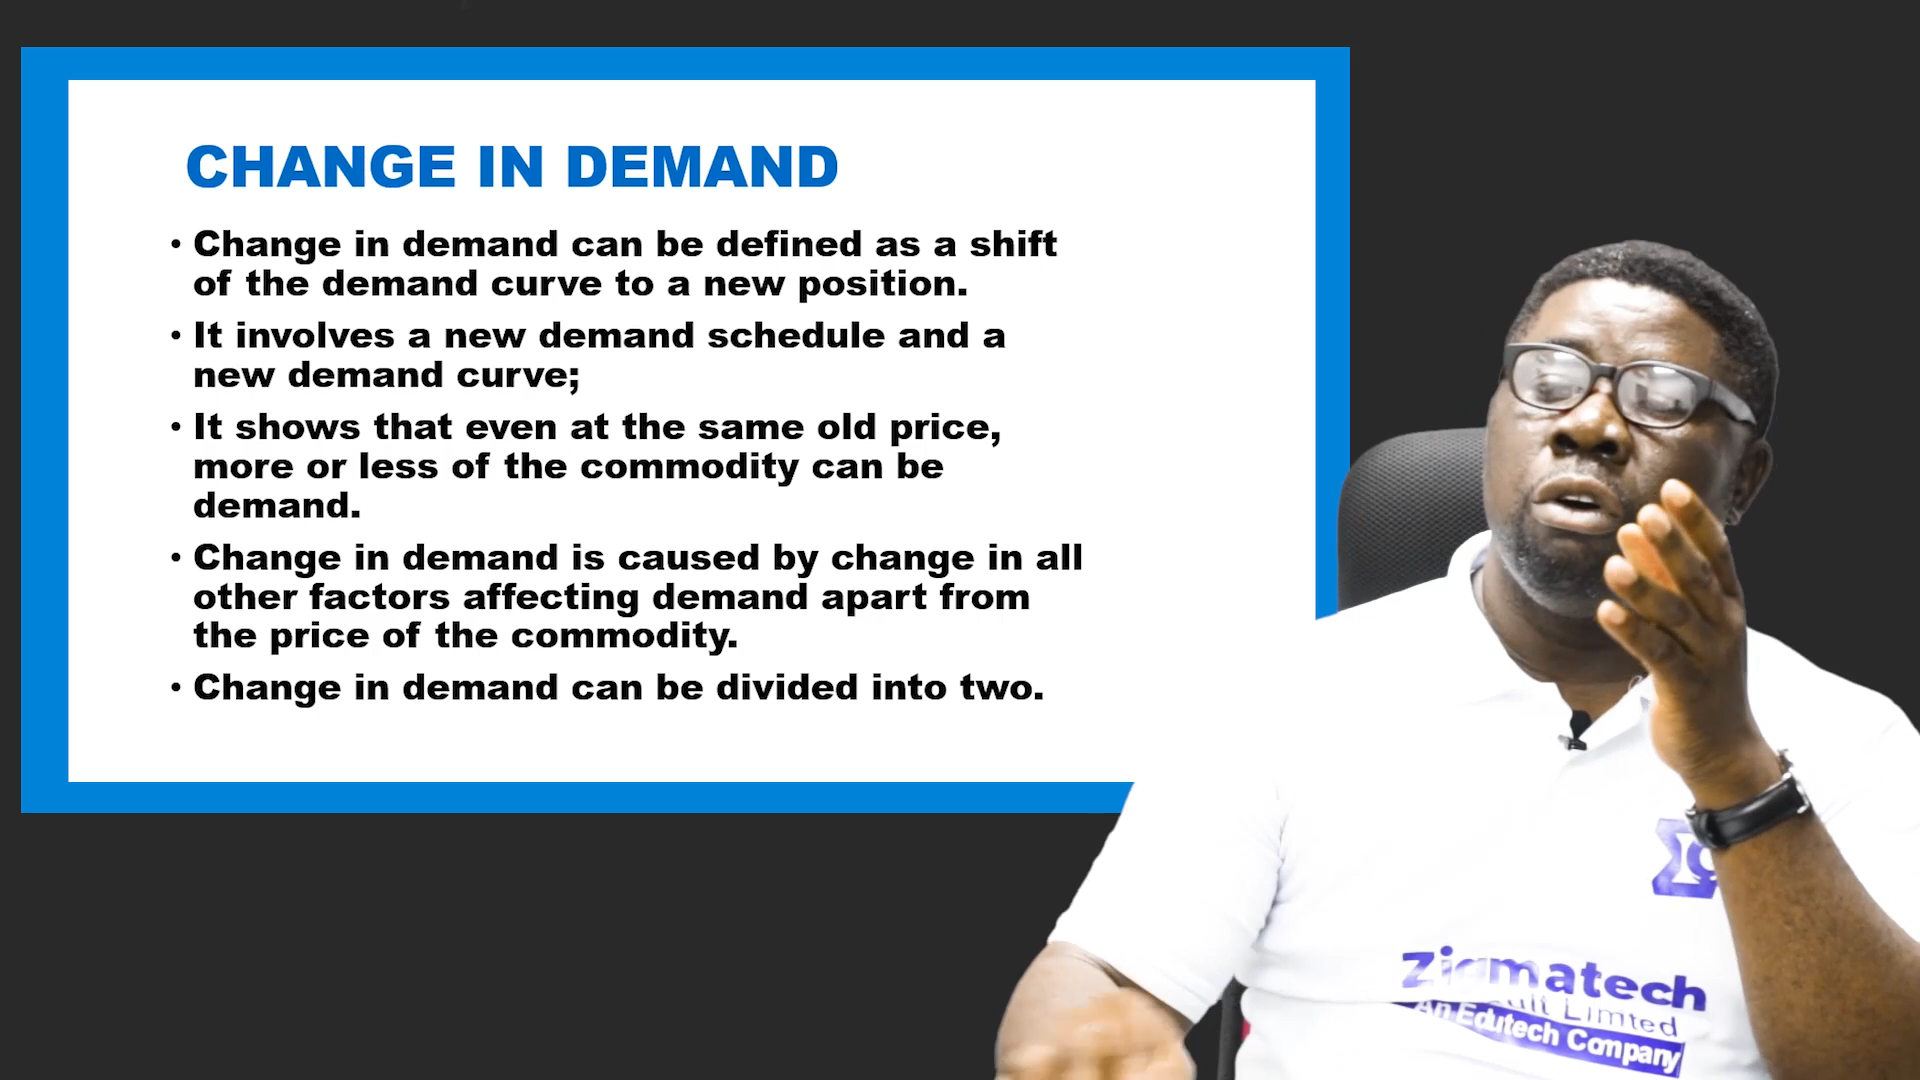 CHANGE IN DEMAND
• Change in demand can be defined as a shift
of the demand curve to a new position.
• It involves a new demand schedule and a
new demand curve;
• It shows that even at the same old price,
more or less of the commodity can be
demand.
• Change in demand is caused by change in all
other factors affecting demand apart from
the price of the commodity.
• Change in demand can be divided into two.
Zigmatech
Limted
An Edutech Company